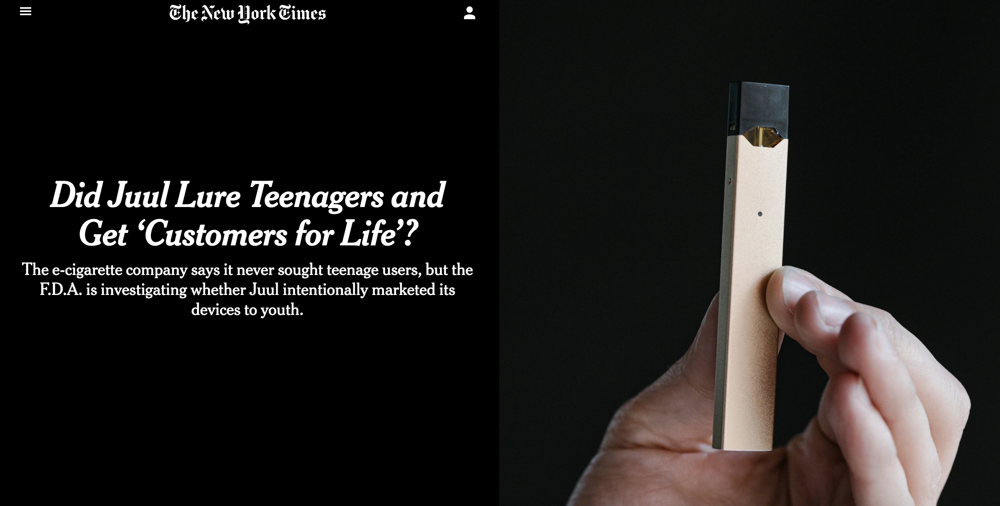 The New York Times
Did Juul Lure Teenagers and
Get ‘Customers for Life’?
The e-cigarette company says it never sought teenage users, but the
F.D.A. is investigating whether Juul intentionally marketed its
devices to youth.